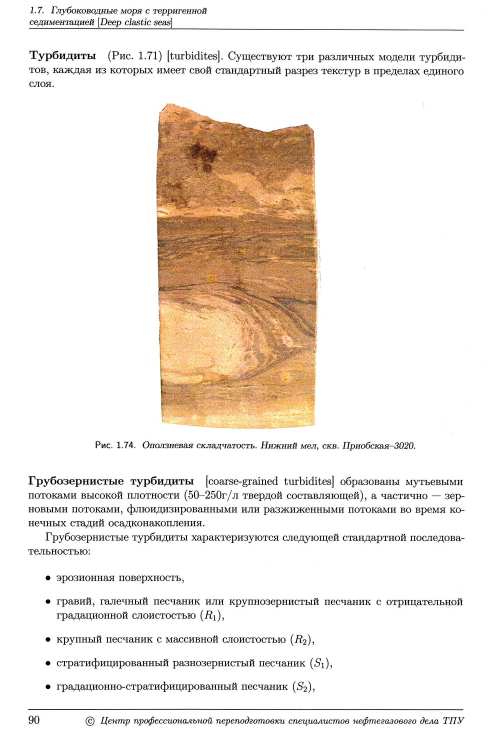 1.7. Глубоководные моря с терригенной
седиментацией [Deep clastic seas]
Турбидиты (Рис. 1.71) [turbidites]. Существуют три различных модели турбиди-
тов, каждая из которых имеет свой стандартный разрез текстур в пределах единого
слоя.
Рис. 1.74. Оползневая складчатость. Нижний мел, скв. Приобская–3020.
Грубозернистые турбидиты [coarse-grained turbidites] образованы мутьевыми
потоками высокой плотности (50–250г/л твердой составляющей), а частично — зер-
новыми потоками, флюидизированными или разжиженными потоками во время ко-
нечных стадий осадконакопления.
Грубозернистые турбидиты характеризуются следующей стандартной последова-
тельностью:
• эрозионная поверхность,
• гравий, галечный песчаник или крупнозернистый песчаник с отрицательной
градационной слоистостью (R₁),
• крупный песчаник с массивной слоистостью (R₂),
• стратифицированный разнозернистый песчаник (S₁),
• градационно-стратифицированный песчаник (S₂),
90 © Центр профессиональной переподготовки специалистов нефтегазового дела ТПУ